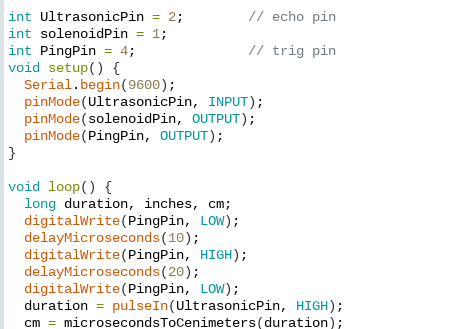 int UltrasonicPin = 2;        // echo pin
int solenoidPin = 1;
int PingPin = 4;              // trig pin
void setup() {
  Serial.begin(9600);
  pinMode(UltrasonicPin, INPUT);
  pinMode(solenoidPin, OUTPUT);
  pinMode(PingPin, OUTPUT);
}

void loop() {
  long duration, inches, cm;
  digitalWrite(PingPin, LOW);
  delayMicroseconds(10);
  digitalWrite(PingPin, HIGH);
  delayMicroseconds(20);
  digitalWrite(PingPin, LOW);
  duration = pulseIn(UltrasonicPin, HIGH);
  cm = microsecondsToCenimeters(duration);